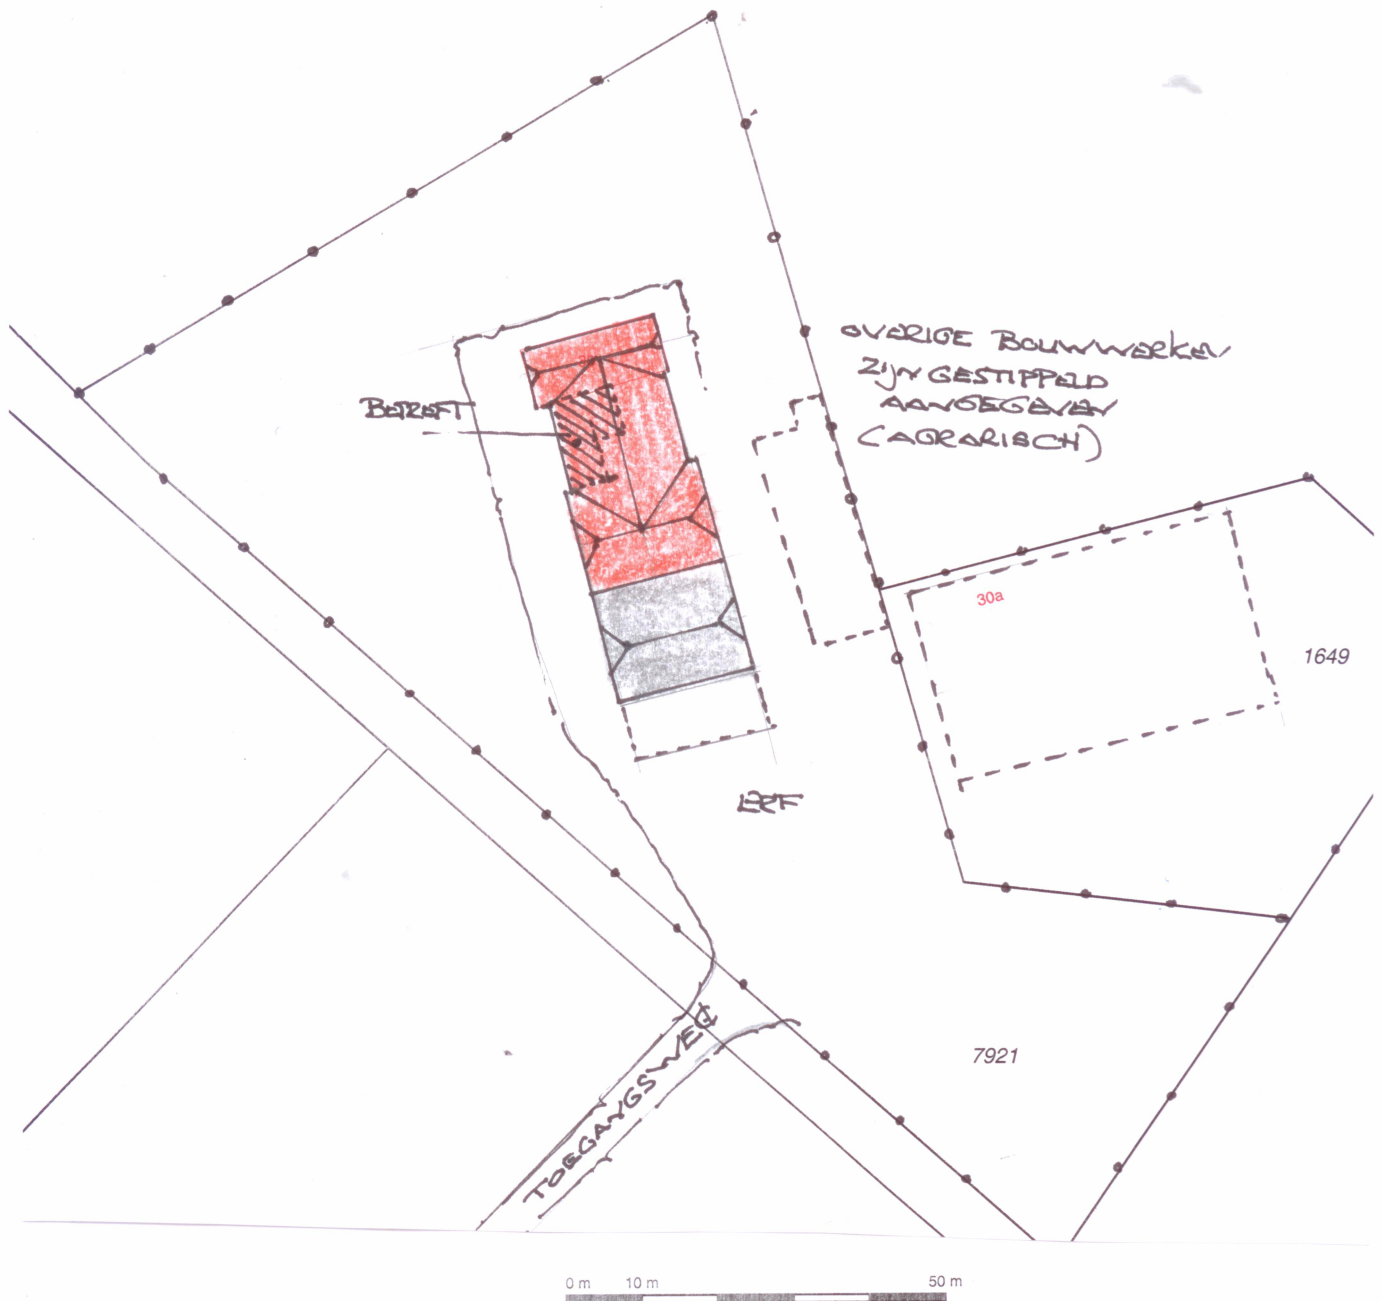 OVERIGE BOUWWERKEN
ZIJN GESTIPPELD
AANGEGEVEN
(AGRARISCH)
BETREFT
30a
1649
ERF
7921
TOEGANGSWEG
0 m 10 m 50 m